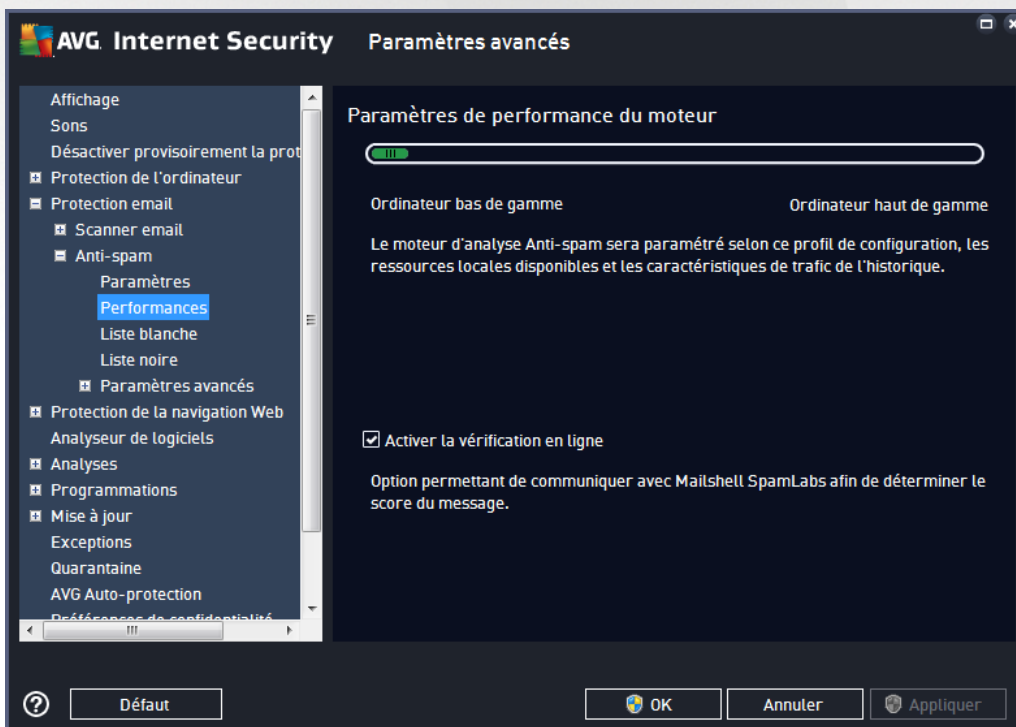 AVG Internet Security Paramètres avancés
Affichage
Sons
Désactiver provisoirement la prot
Protection de l'ordinateur
Protection email
Scanner email
Anti-spam
Paramètres
Performances
Liste blanche
Liste noire
Paramètres avancés
Protection de la navigation Web
Analyseur de logiciels
Analyses
Programmations
Mise à jour
Exceptions
Quarantaine
AVG Auto-protection
Préférences de confidentialité
Paramètres de performance du moteur
Ordinateur bas de gamme Ordinateur haut de gamme
Le moteur d'analyse Anti-spam sera paramétré selon ce profil de configuration, les
ressources locales disponibles et les caractéristiques de trafic de l'historique.
Activer la vérification en ligne
Option permettant de communiquer avec Mailshell SpamLabs afin de déterminer le
score du message.
? Défaut OK Annuler Appliquer